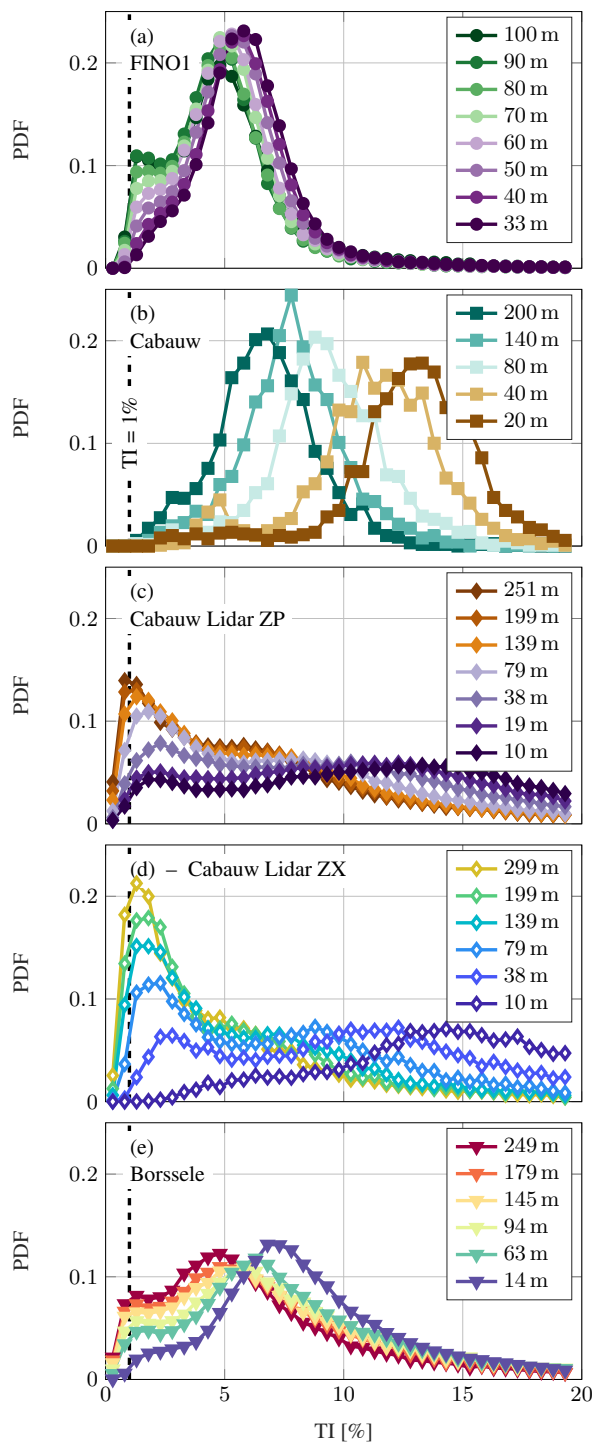 (a)
FINO1
PDF
0.2
0.1
0
100 m
90 m
80 m
70 m
60 m
50 m
40 m
33 m
(b)
Cabauw
TI = 1%
PDF
0.2
0.1
0
200 m
140 m
80 m
40 m
20 m
(c)
Cabauw Lidar ZP
PDF
0.2
0.1
0
251 m
199 m
139 m
79 m
38 m
19 m
10 m
(d) – Cabauw Lidar ZX
PDF
0.2
0.1
0
299 m
199 m
139 m
79 m
38 m
10 m
(e)
Borssele
PDF
0.2
0.1
0
249 m
179 m
145 m
94 m
63 m
14 m
0 5 10 15 20
TI [%]